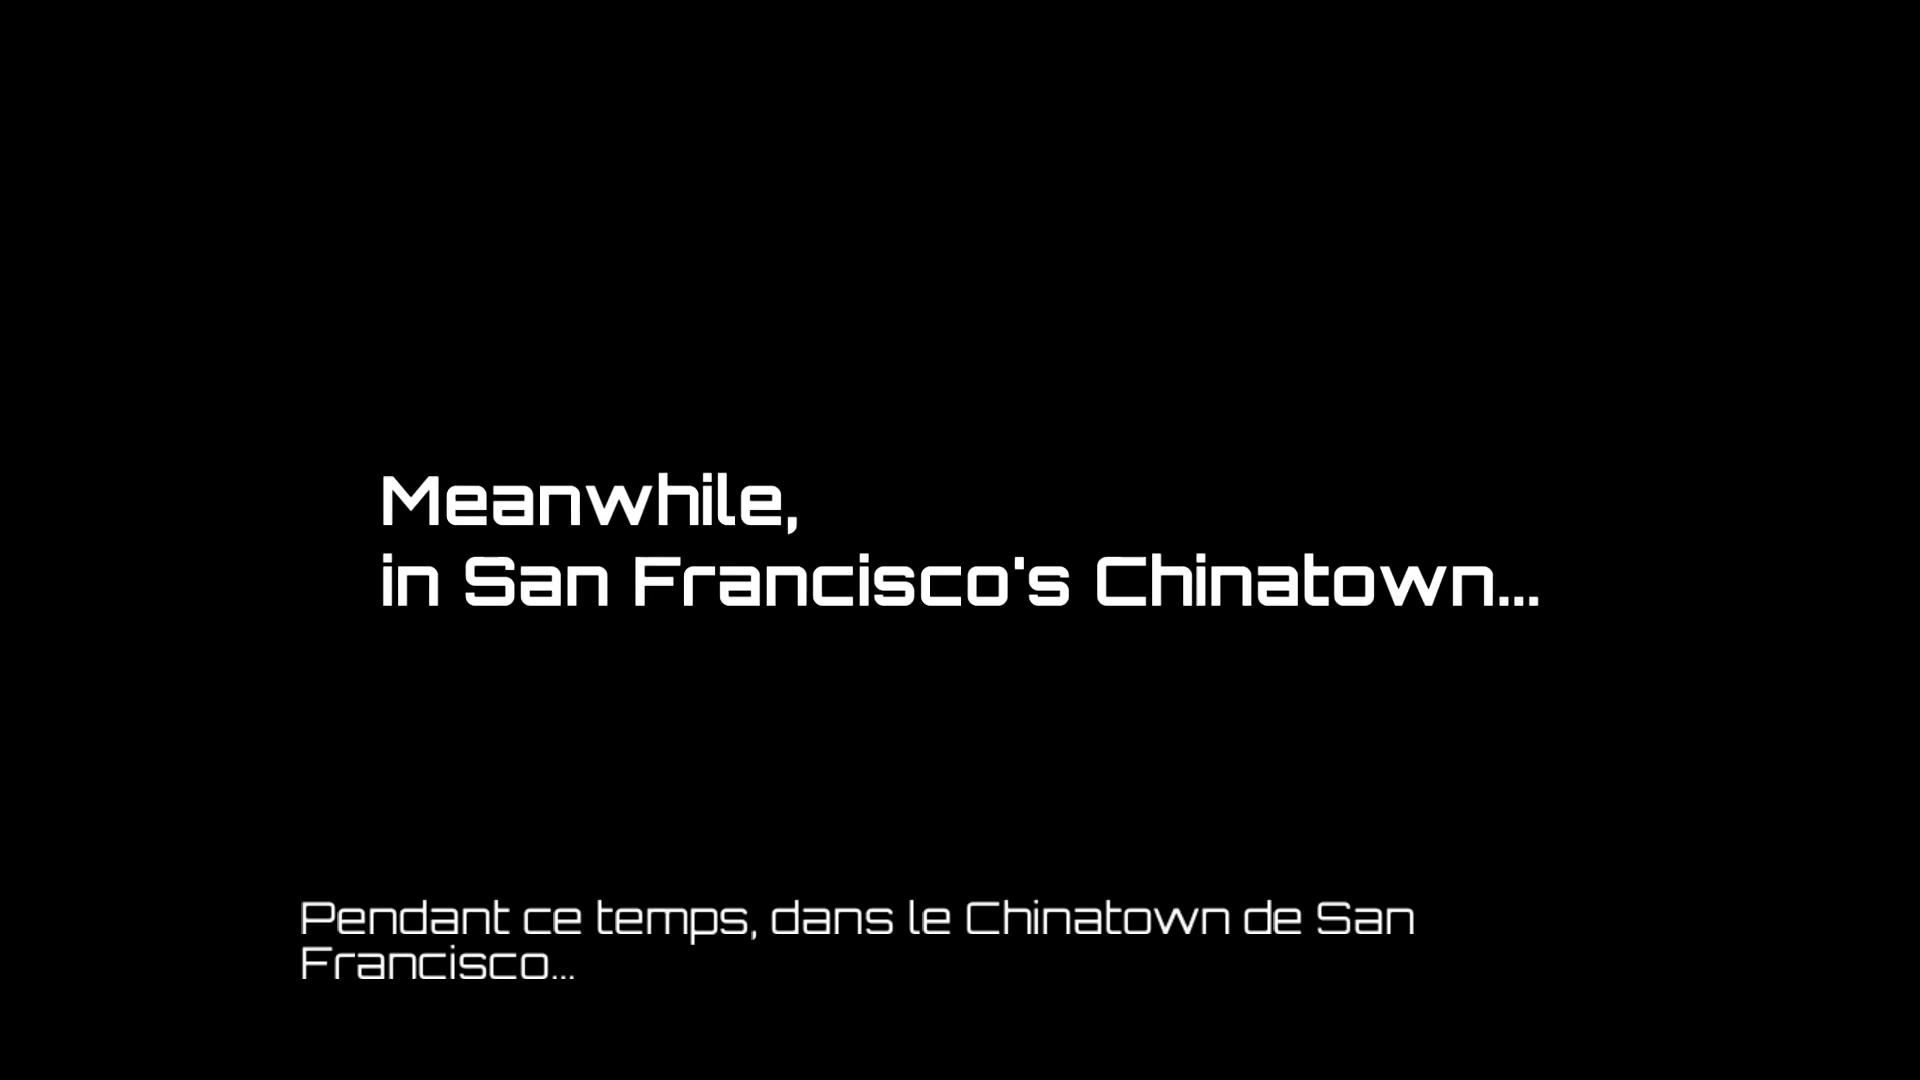 Meanwhile,
in San Francisco's Chinatown...
Pendant ce temps, dans le Chinatown de San
Francisco...